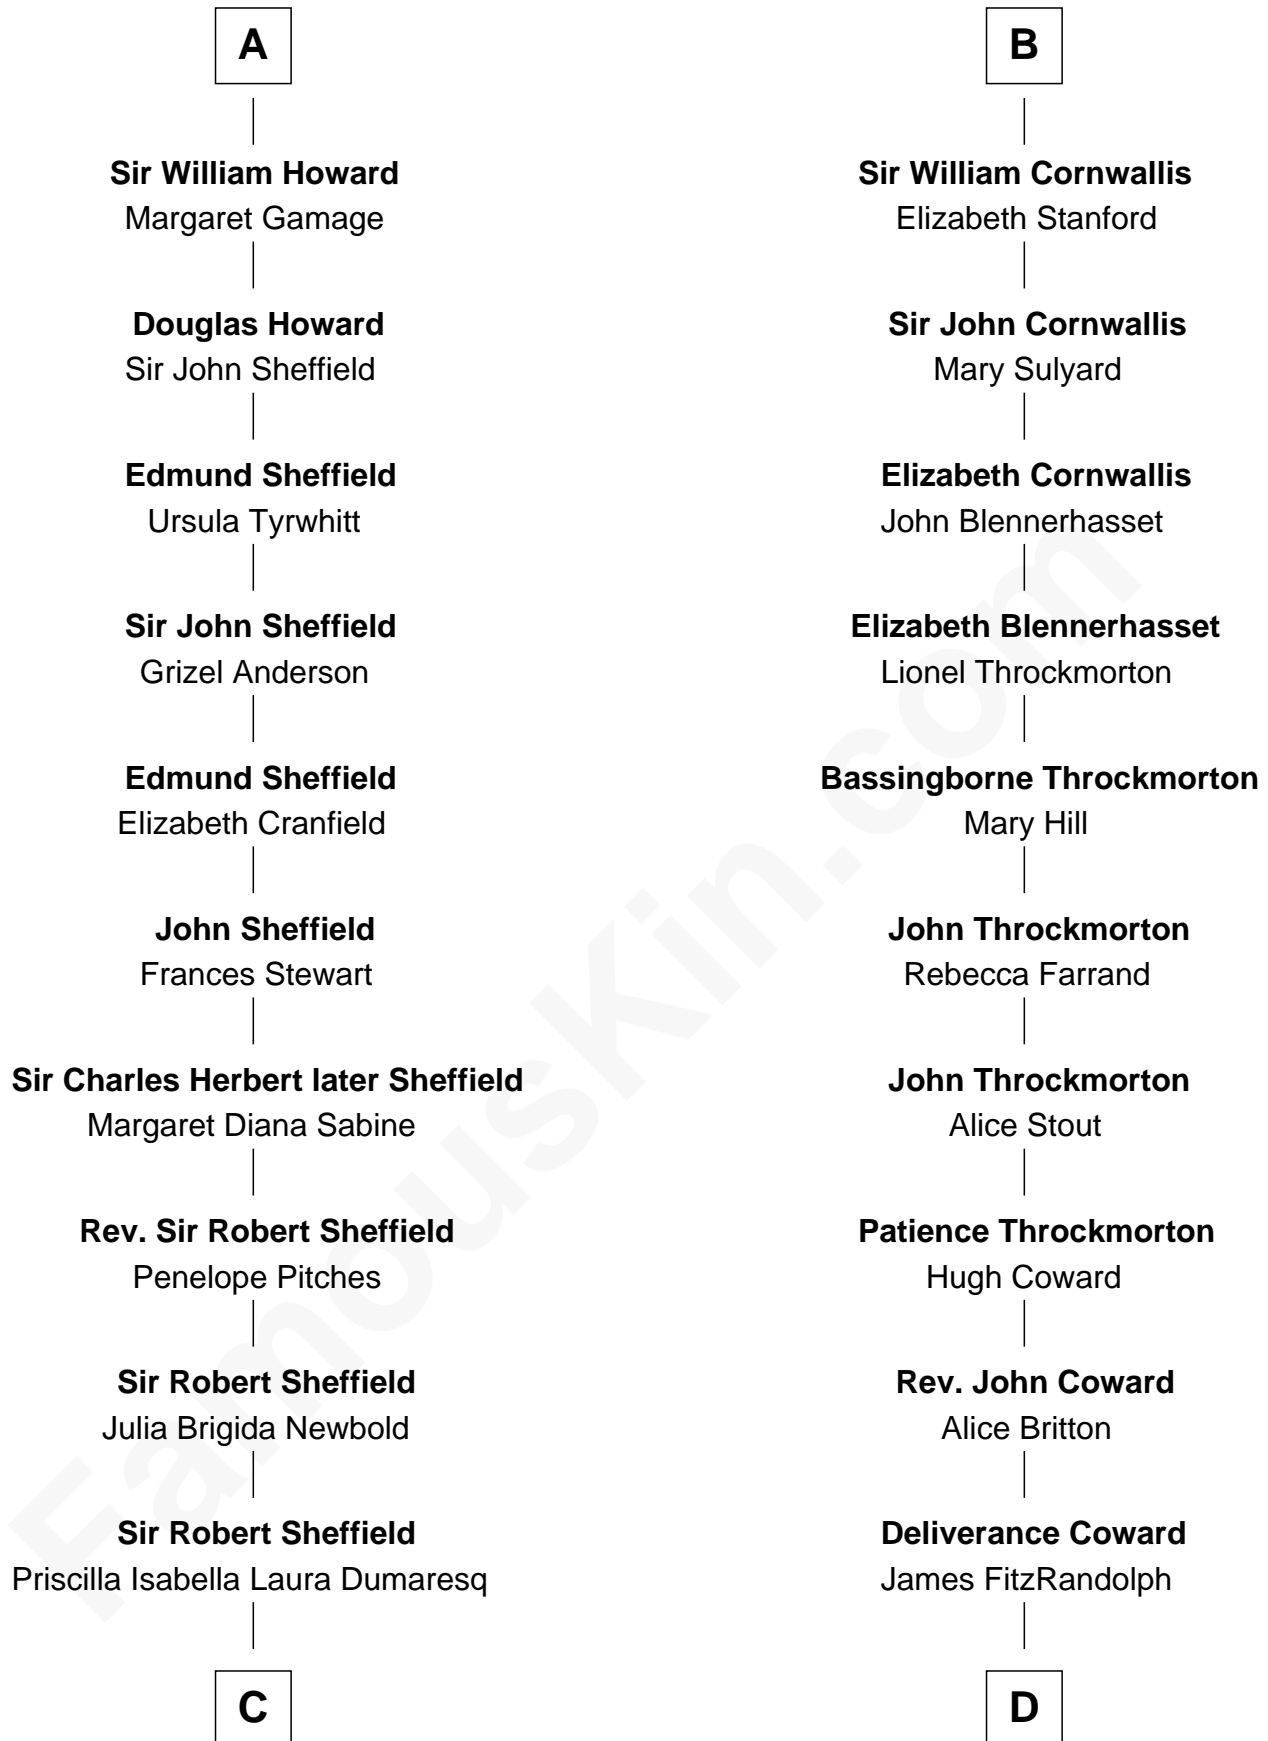 A
Sir William Howard
Margaret Gamage
Douglas Howard
Sir John Sheffield
Edmund Sheffield
Ursula Tyrwhitt
Sir John Sheffield
Grizel Anderson
Edmund Sheffield
Elizabeth Cranfield
John Sheffield
Frances Stewart
Sir Charles Herbert later Sheffield
Margaret Diana Sabine
Rev. Sir Robert Sheffield
Penelope Pitches
Sir Robert Sheffield
Julia Brigida Newbold
Sir Robert Sheffield
Priscilla Isabella Laura Dumaresq
C
B
Sir William Cornwallis
Elizabeth Stanford
Sir John Cornwallis
Mary Sulyard
Elizabeth Cornwallis
John Blennerhasset
Elizabeth Blennerhasset
Lionel Throckmorton
Bassingborne Throckmorton
Mary Hill
John Throckmorton
Rebecca Farrand
John Throckmorton
Alice Stout
Patience Throckmorton
Hugh Coward
Rev. John Coward
Alice Britton
Deliverance Coward
James FitzRandolph
D
FamousKin.com